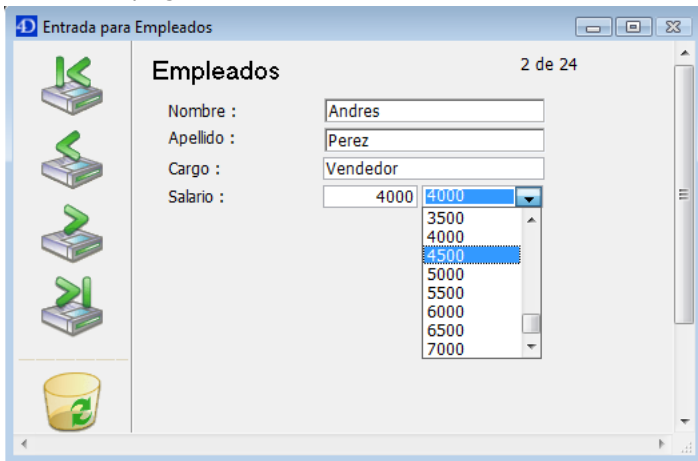 4D Entrada para Empleados
Empleados
2 de 24
Nombre :
Andres
Apellido :
Perez
Cargo :
Vendedor
Salario :
4000
4000
3500
4000
4500
5000
5500
6000
6500
7000